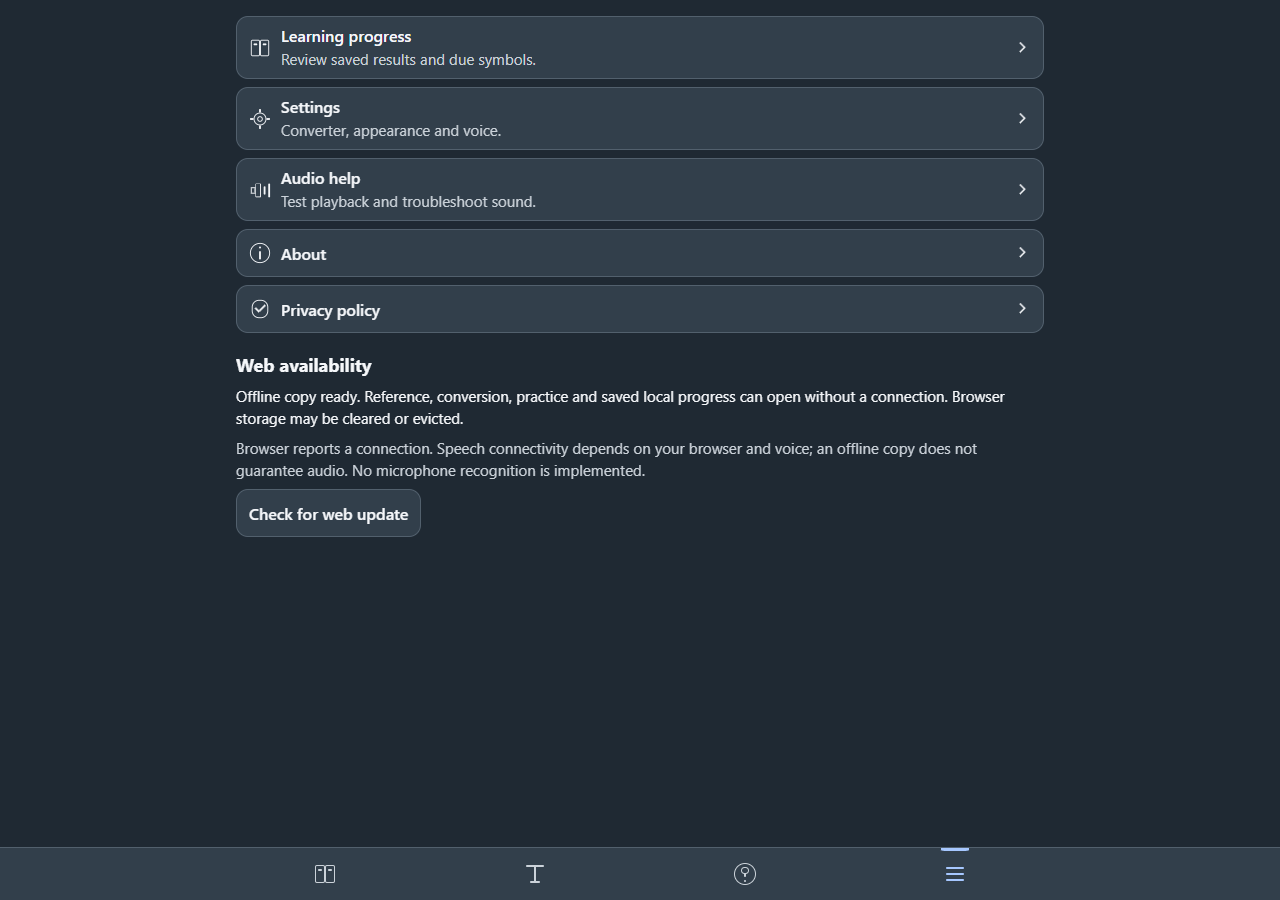 Learning progress
Review saved results and due symbols.
Settings
Converter, appearance and voice.
Audio help
Test playback and troubleshoot sound.
About
Privacy policy
Web availability
Offline copy ready. Reference, conversion, practice and saved local progress can open without a connection. Browser
storage may be cleared or evicted.
Browser reports a connection. Speech connectivity depends on your browser and voice; an offline copy does not
guarantee audio. No microphone recognition is implemented.
Check for web update